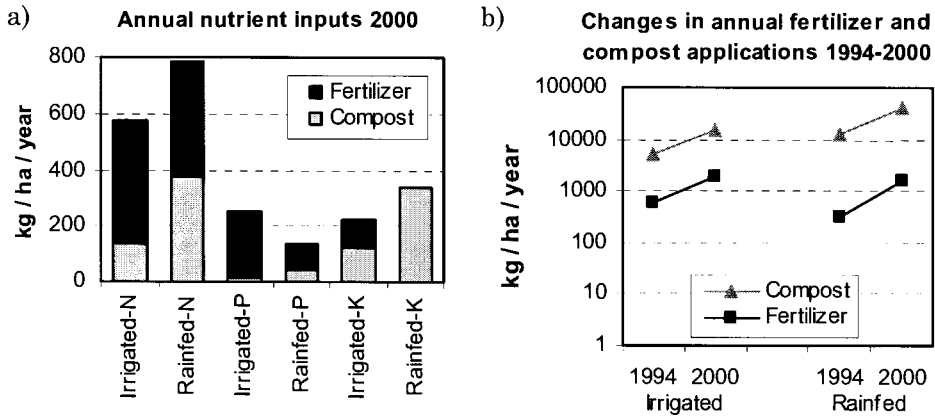 a)
Annual nutrient inputs 2000
kg / ha / year
800
600
400
200
0
Fertilizer
Compost
Irrigated-N
Rainfed-N
Irrigated-P
Rainfed-P
Irrigated-K
Rainfed-K
b)
Changes in annual fertilizer and
compost applications 1994-2000
kg / ha / year
100000
10000
1000
100
10
1
Compost
Fertilizer
1994 2000 1994 2000
Irrigated Rainfed